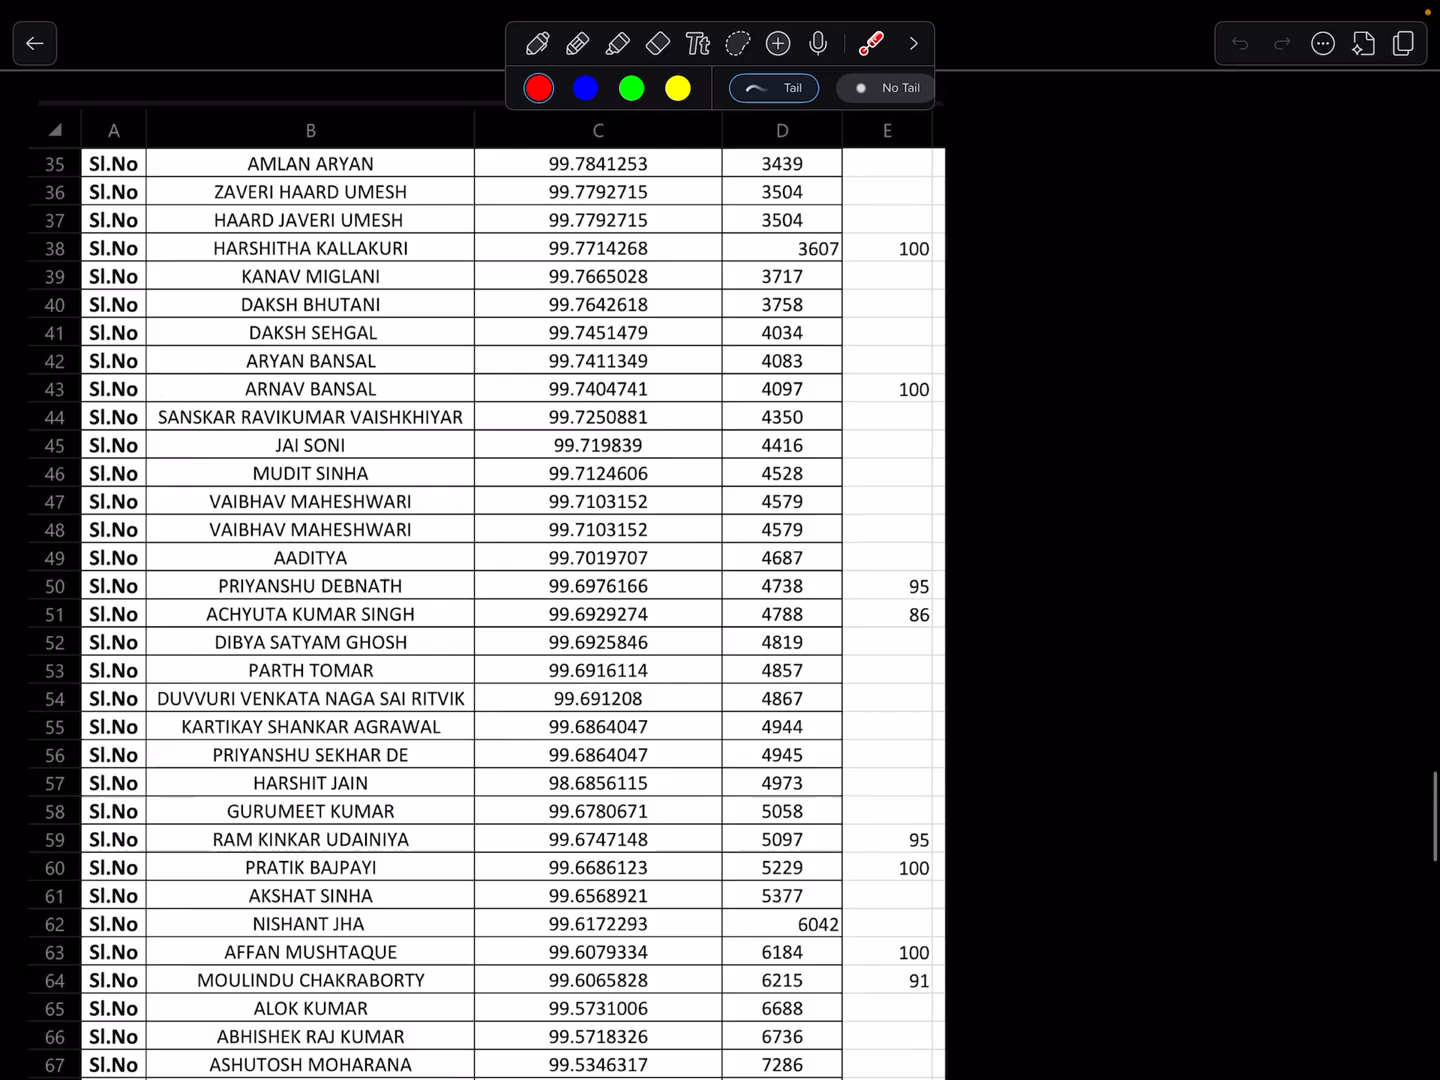 Tt
Tail No Tail
A B C D E
35 Sl.No AMLAN ARYAN 99.7841253 3439
36 Sl.No ZAVERI HAARD UMESH 99.7792715 3504
37 Sl.No HAARD JAVERI UMESH 99.7792715 3504
38 Sl.No HARSHITHA KALLAKURI 99.7714268 3607 100
39 Sl.No KANAV MIGLANI 99.7665028 3717
40 Sl.No DAKSH BHUTANI 99.7642618 3758
41 Sl.No DAKSH SEHGAL 99.7451479 4034
42 Sl.No ARYAN BANSAL 99.7411349 4083
43 Sl.No ARNAV BANSAL 99.7404741 4097 100
44 Sl.No SANSKAR RAVIKUMAR VAISHKHIYAR 99.7250881 4350
45 Sl.No JAI SONI 99.719839 4416
46 Sl.No MUDIT SINHA 99.7124606 4528
47 Sl.No VAIBHAV MAHESHWARI 99.7103152 4579
48 Sl.No VAIBHAV MAHESHWARI 99.7103152 4579
49 Sl.No AADITYA 99.7019707 4687
50 Sl.No PRIYANSHU DEBNATH 99.6976166 4738 95
51 Sl.No ACHYUTA KUMAR SINGH 99.6929274 4788 86
52 Sl.No DIBYA SATYAM GHOSH 99.6925846 4819
53 Sl.No PARTH TOMAR 99.6916114 4857
54 Sl.No DUVVURI VENKATA NAGA SAI RITVIK 99.691208 4867
55 Sl.No KARTIKAY SHANKAR AGRAWAL 99.6864047 4944
56 Sl.No PRIYANSHU SEKHAR DE 99.6864047 4945
57 Sl.No HARSHIT JAIN 98.6856115 4973
58 Sl.No GURUMEET KUMAR 99.6780671 5058
59 Sl.No RAM KINKAR UDAINIYA 99.6747148 5097 95
60 Sl.No PRATIK BAJPAYI 99.6686123 5229 100
61 Sl.No AKSHAT SINHA 99.6568921 5377
62 Sl.No NISHANT JHA 99.6172293 6042
63 Sl.No AFFAN MUSHTAQUE 99.6079334 6184 100
64 Sl.No MOULINDU CHAKRABORTY 99.6065828 6215 91
65 Sl.No ALOK KUMAR 99.5731006 6688
66 Sl.No ABHISHEK RAJ KUMAR 99.5718326 6736
67 Sl.No ASHUTOSH MOHARANA 99.5346317 7286